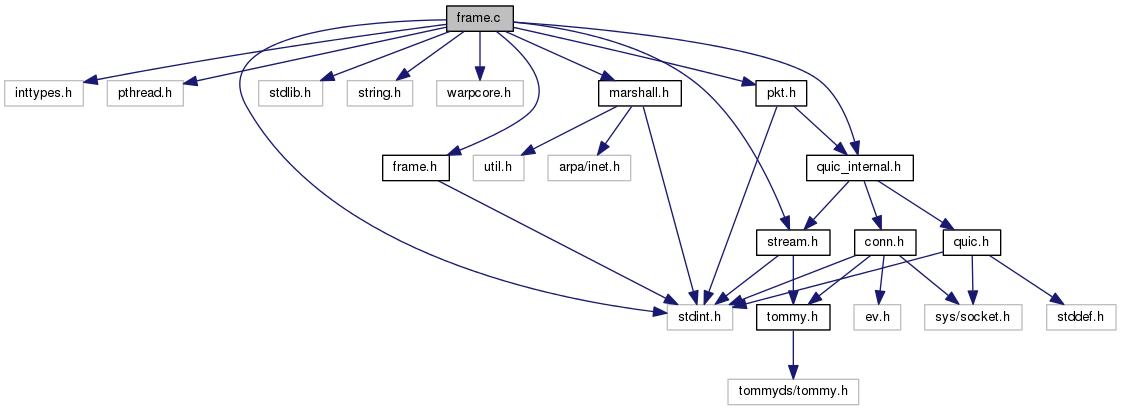 frame.c
inttypes.h
pthread.h
stdlib.h
string.h
warpcore.h
marshall.h
pkt.h
frame.h
util.h
arpa/inet.h
quic_internal.h
stream.h
conn.h
quic.h
stdint.h
tommy.h
ev.h
sys/socket.h
stddef.h
tommyds/tommy.h